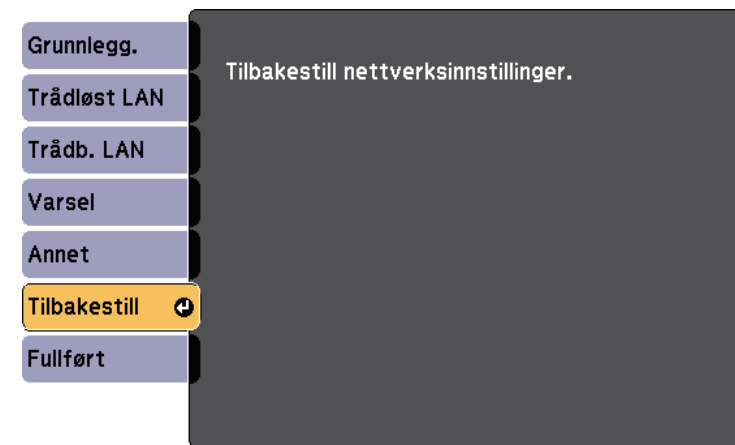 Grunnlegg.
Trådløst LAN
Trådb. LAN
Varsel
Annet
Tilbakestill
Fullført
Tilbakestill nettverksinnstillinger.